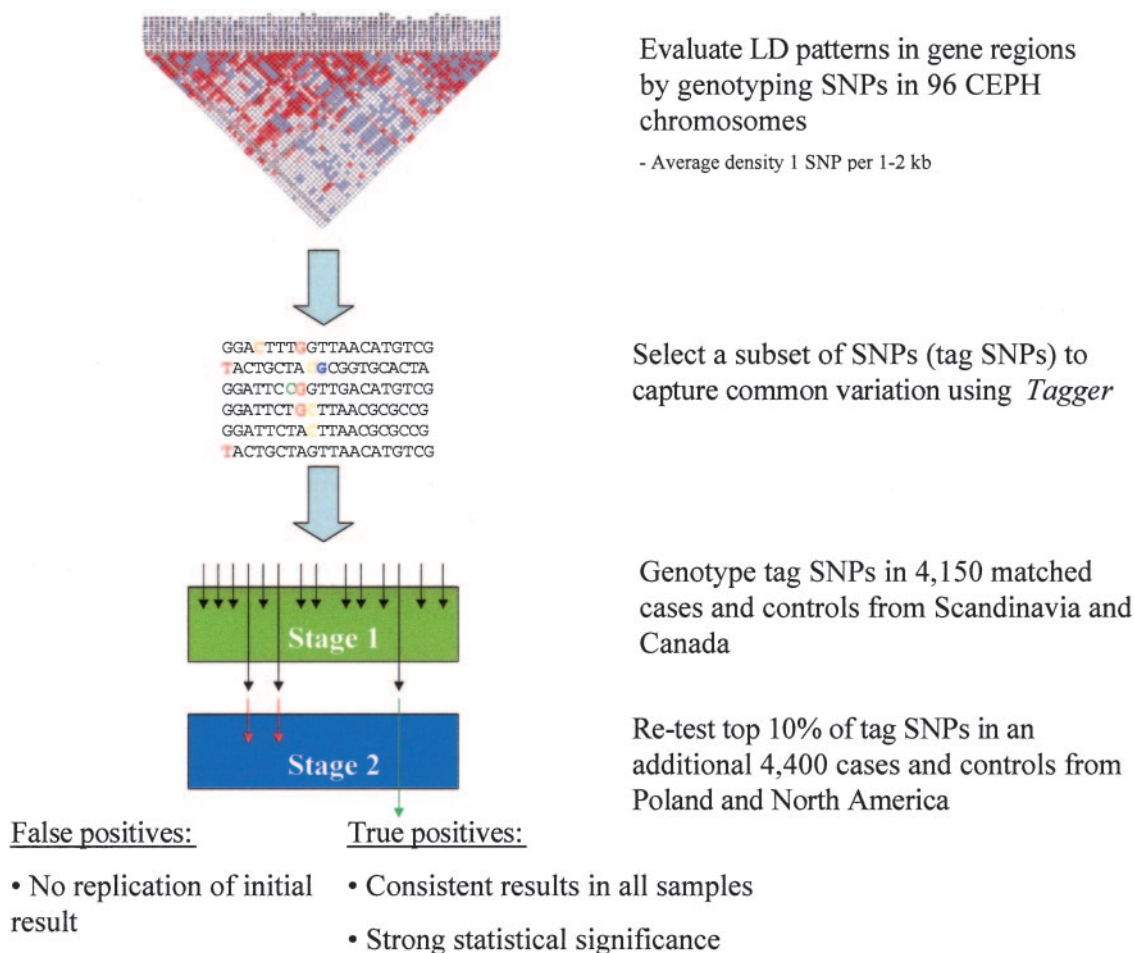 Evaluate LD patterns in gene regions
by genotyping SNPs in 96 CEPH
chromosomes
- Average density 1 SNP per 1-2 kb
GGACTTTGGTTAACATGTCG
TACTGCTACGCGGTGCACTA
GGATTCCGGTTGACATGTCG
GGATTCTGCTTAACGCGCCG
GGATTCTACTTAACGCGCCG
TACTGCTAGTTAACATGTCG
Select a subset of SNPs (tag SNPs) to
capture common variation using Tagger
Stage 1
Genotype tag SNPs in 4,150 matched
cases and controls from Scandinavia and
Canada
Stage 2
Re-test top 10% of tag SNPs in an
additional 4,400 cases and controls from
Poland and North America
False positives:
• No replication of initial
result
True positives:
• Consistent results in all samples
• Strong statistical significance